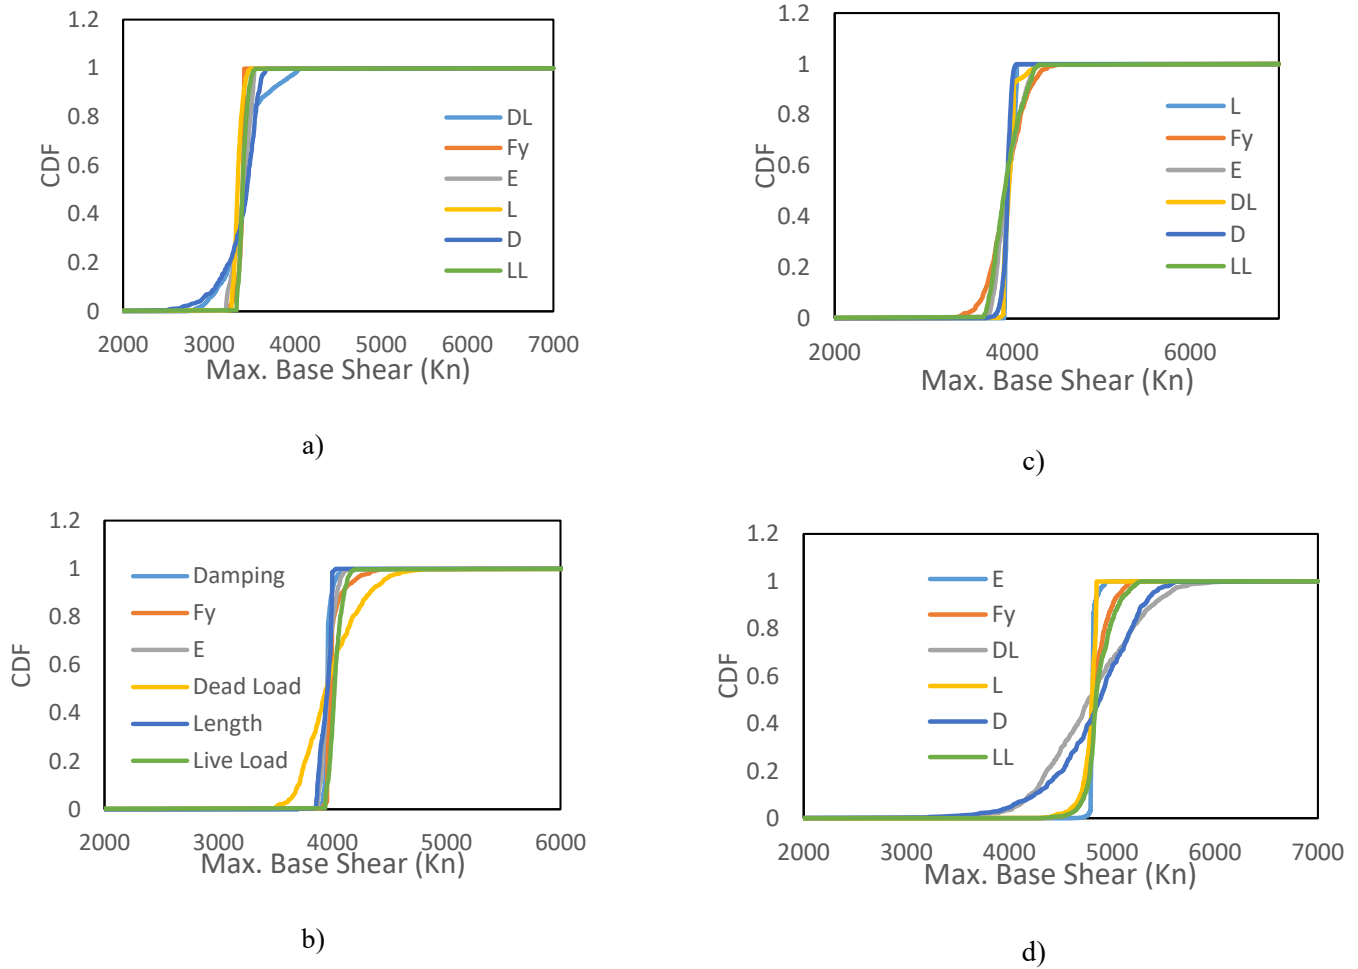 1.2
1
0.8
0.6
0.4
0.2
0
CDF
2000 3000 4000 5000 6000 7000
Max. Base Shear (Kn)
DL
Fy
E
L
D
LL
a)
1.2
1
0.8
0.6
0.4
0.2
0
CDF
2000 4000 6000
Max. Base Shear (Kn)
L
Fy
E
DL
D
LL
c)
1.2
1
0.8
0.6
0.4
0.2
0
CDF
2000 3000 4000 5000 6000
Max. Base Shear (Kn)
Damping
Fy
E
Dead Load
Length
Live Load
b)
1.2
1
0.8
0.6
0.4
0.2
0
CDF
2000 3000 4000 5000 6000 7000
Max. Base Shear (Kn)
E
Fy
DL
L
D
LL
d)